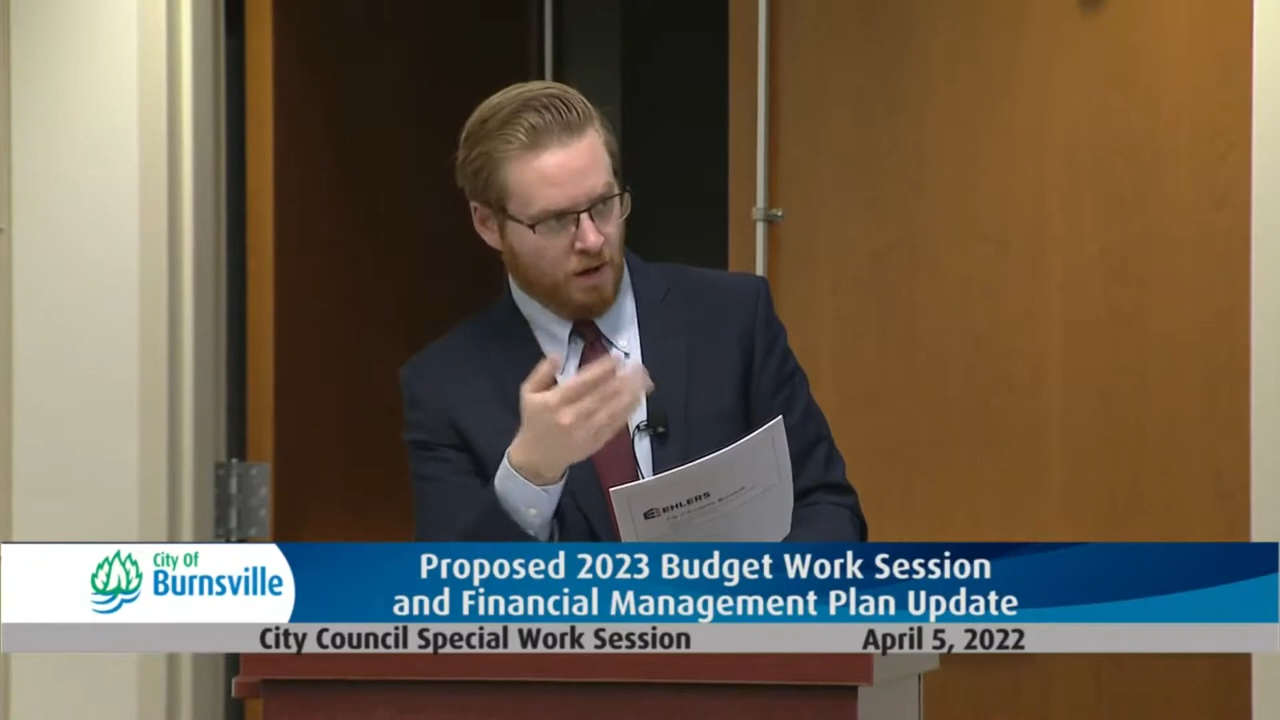 EHLERS
City of
Burnsville
Proposed 2023 Budget Work Session
and Financial Management Plan Update
City Council Special Work Session
April 5, 2022